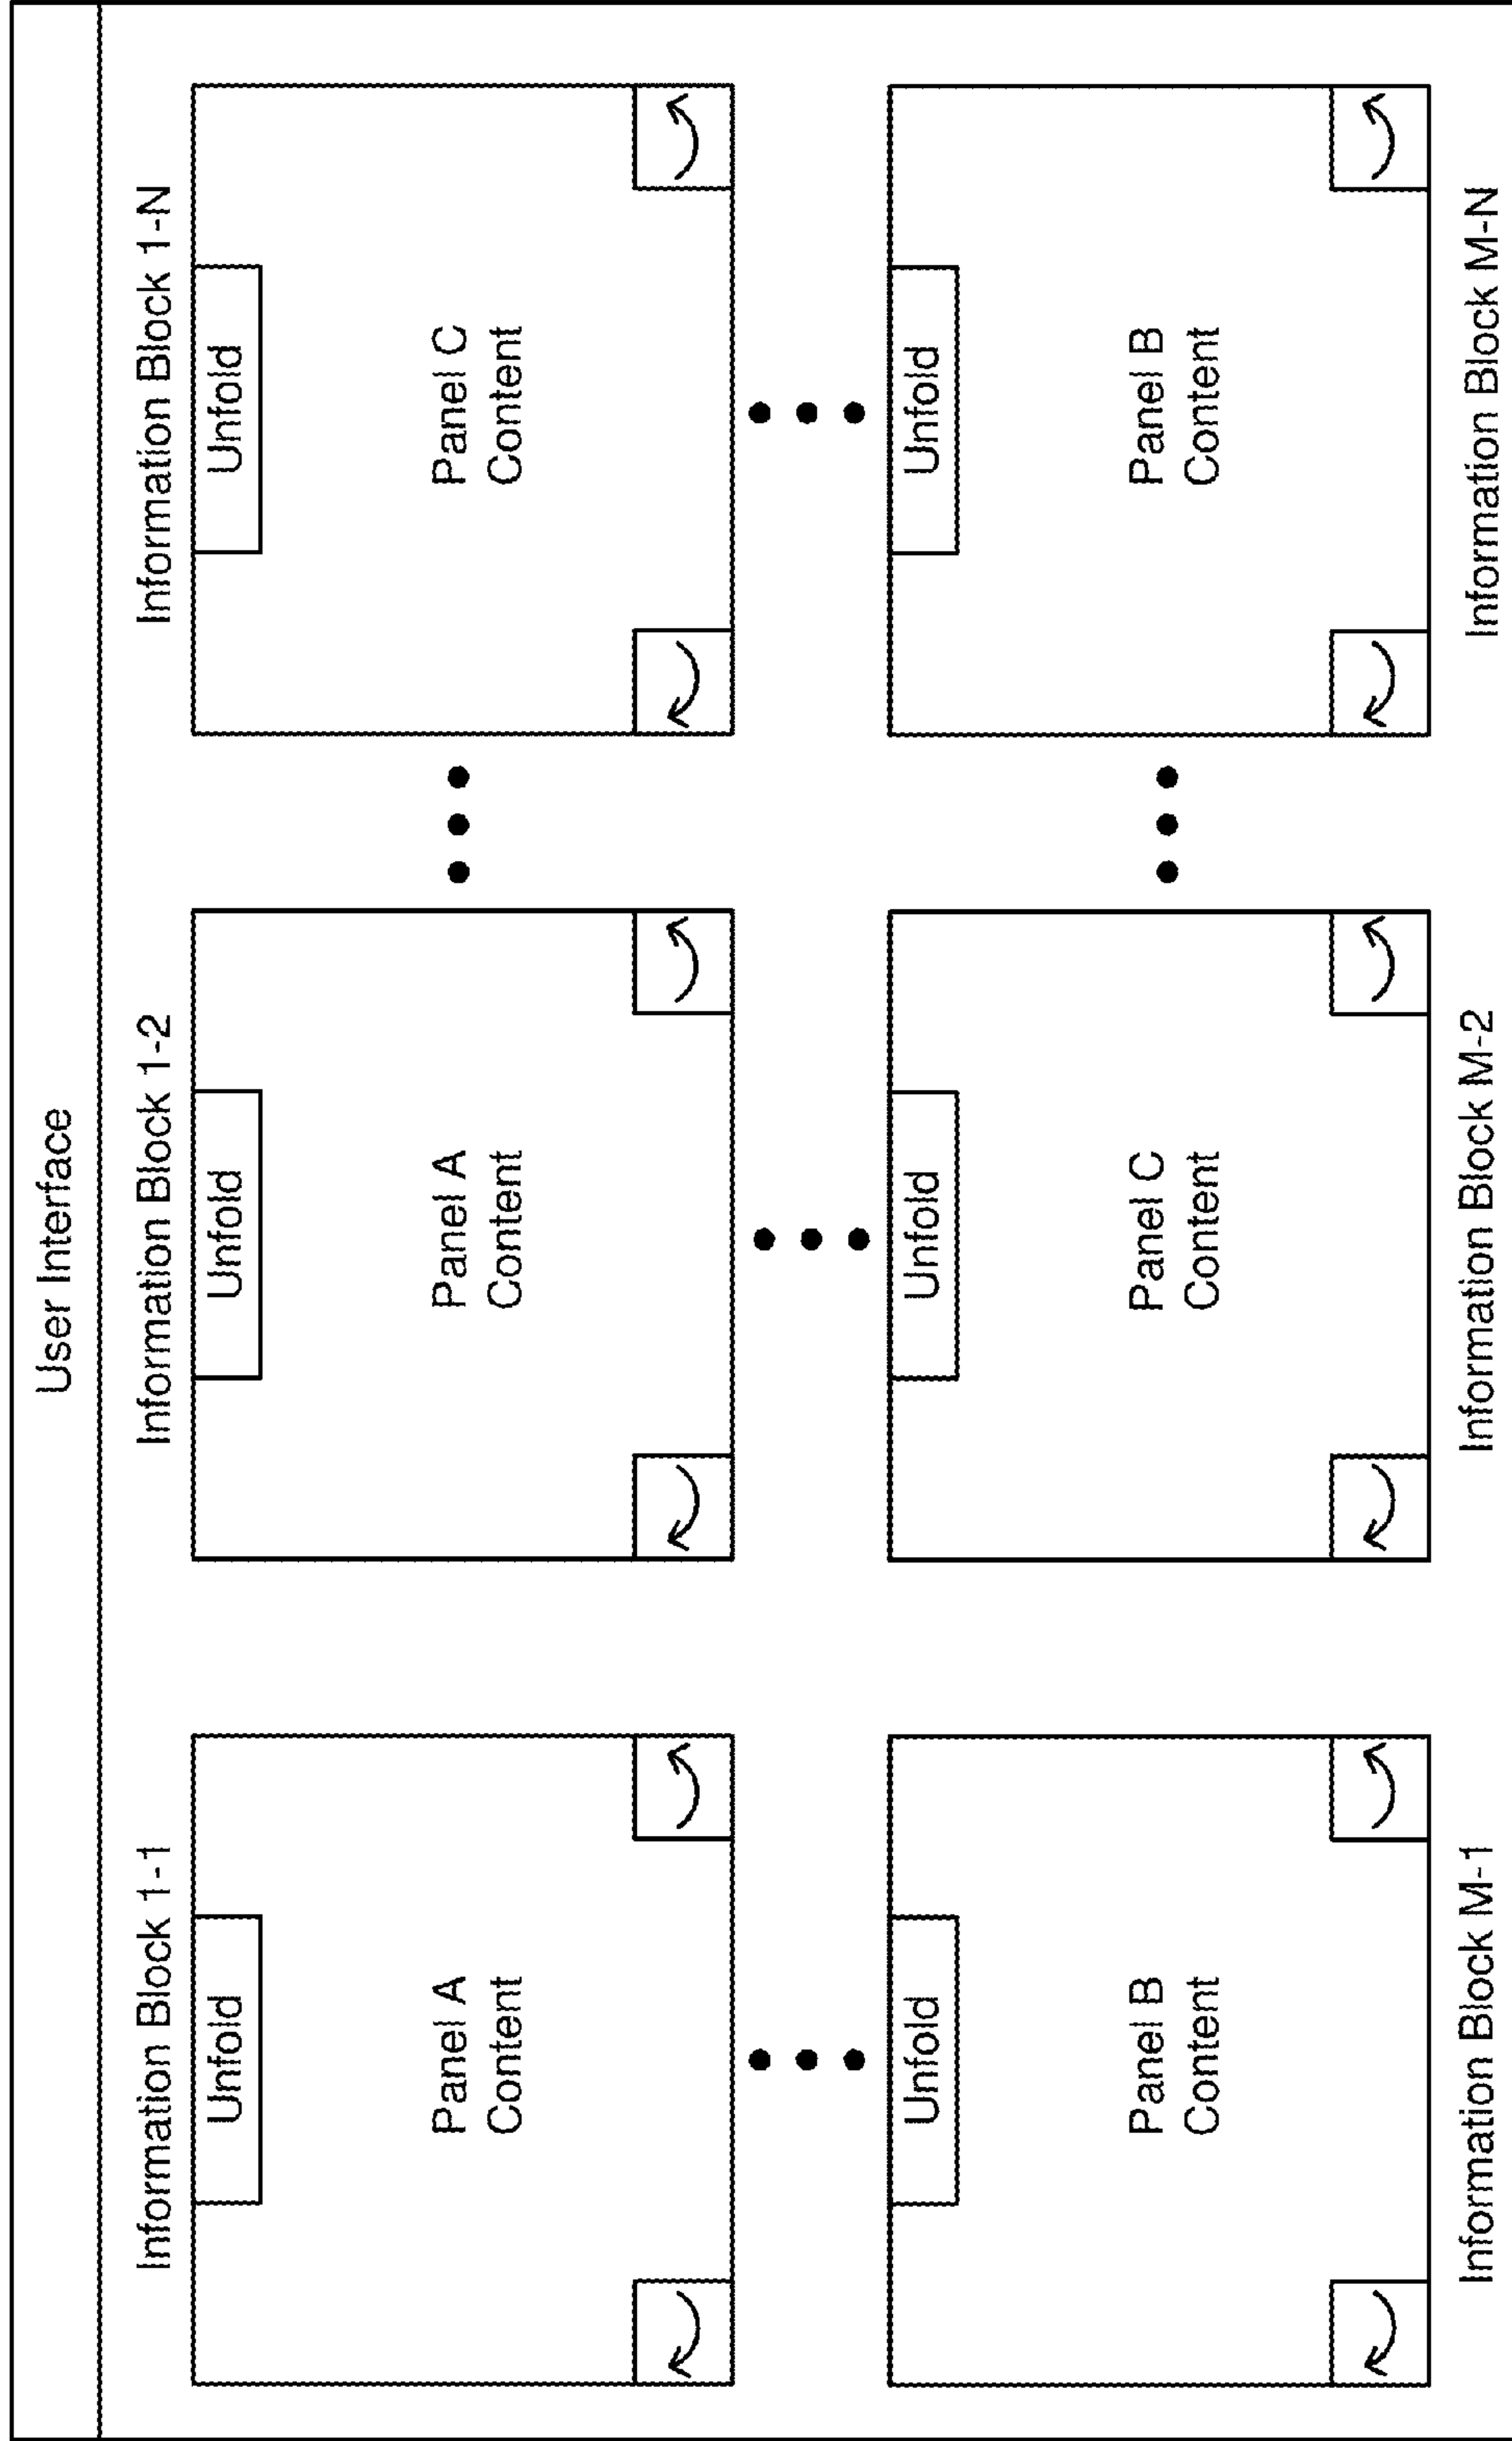 User Interface
Information Block 1-1
Unfold
Panel A
Content
Information Block 1-2
Unfold
Panel A
Content
Information Block 1-N
Unfold
Panel C
Content
Unfold
Panel B
Content
Information Block M-1
Unfold
Panel C
Content
Information Block M-2
Unfold
Panel B
Content
Information Block M-N